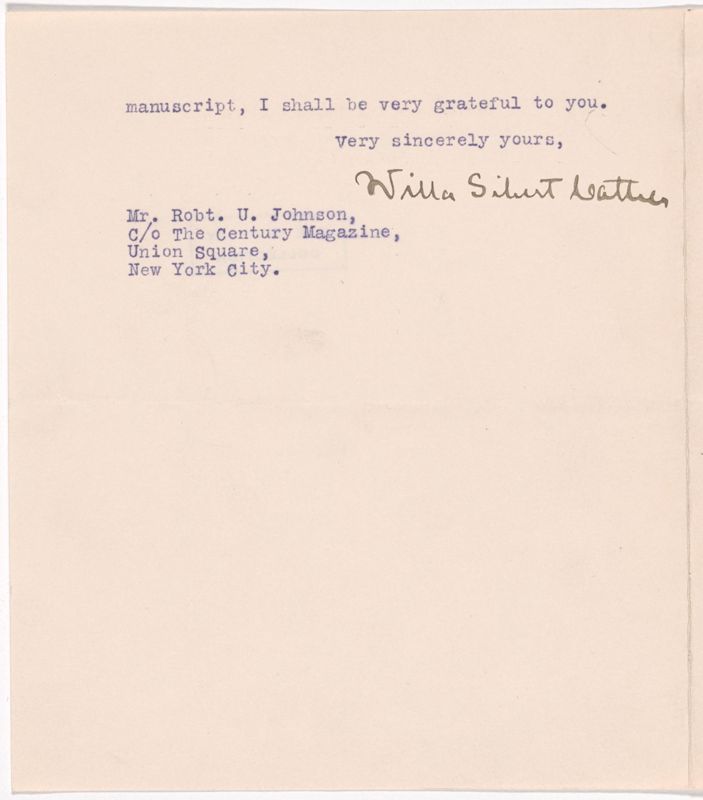 manuscript, I shall be very grateful to you.
Very sincerely yours,
Willa Sibert Cather
Mr. Robt. U. Johnson,
C/o The Century Magazine,
Union Square,
New York City.